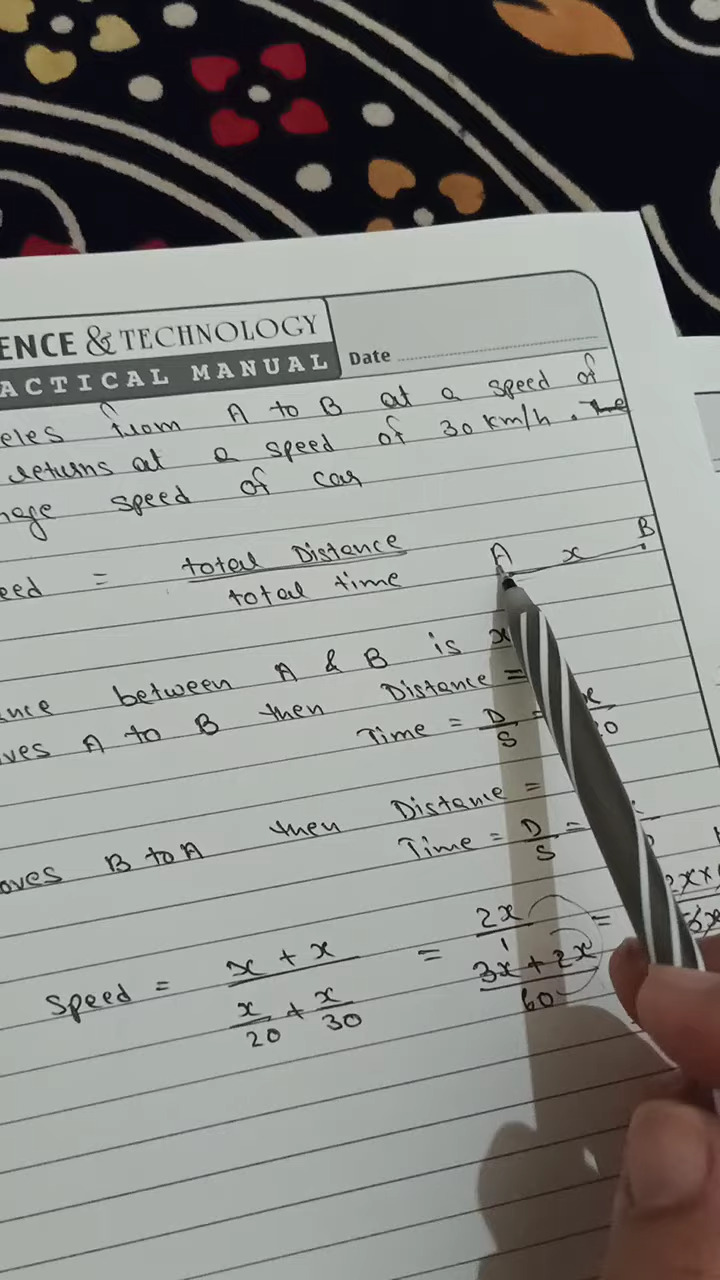 ENCE & TECHNOLOGY
ACTICAL MANUAL Date
eles from A to B at a speed of
returns at a speed of 30 km/h. The
speed of car
eed = total Distance / total time
A x B
nce between A & B is x
ves A to B then Distance =
Time = D/S =
oves B to A then Distance =
Time = D/S =
Speed = x + x / x/20 + x/30 = 2x/1 / 3x + 2x/60 =